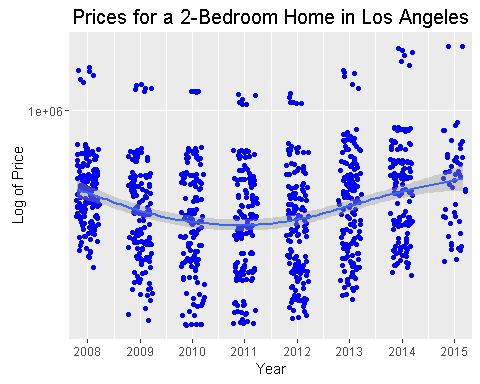 Prices for a 2-Bedroom Home in Los Angeles
1e+06
Log of Price
2008 2009 2010 2011 2012 2013 2014 2015
Year